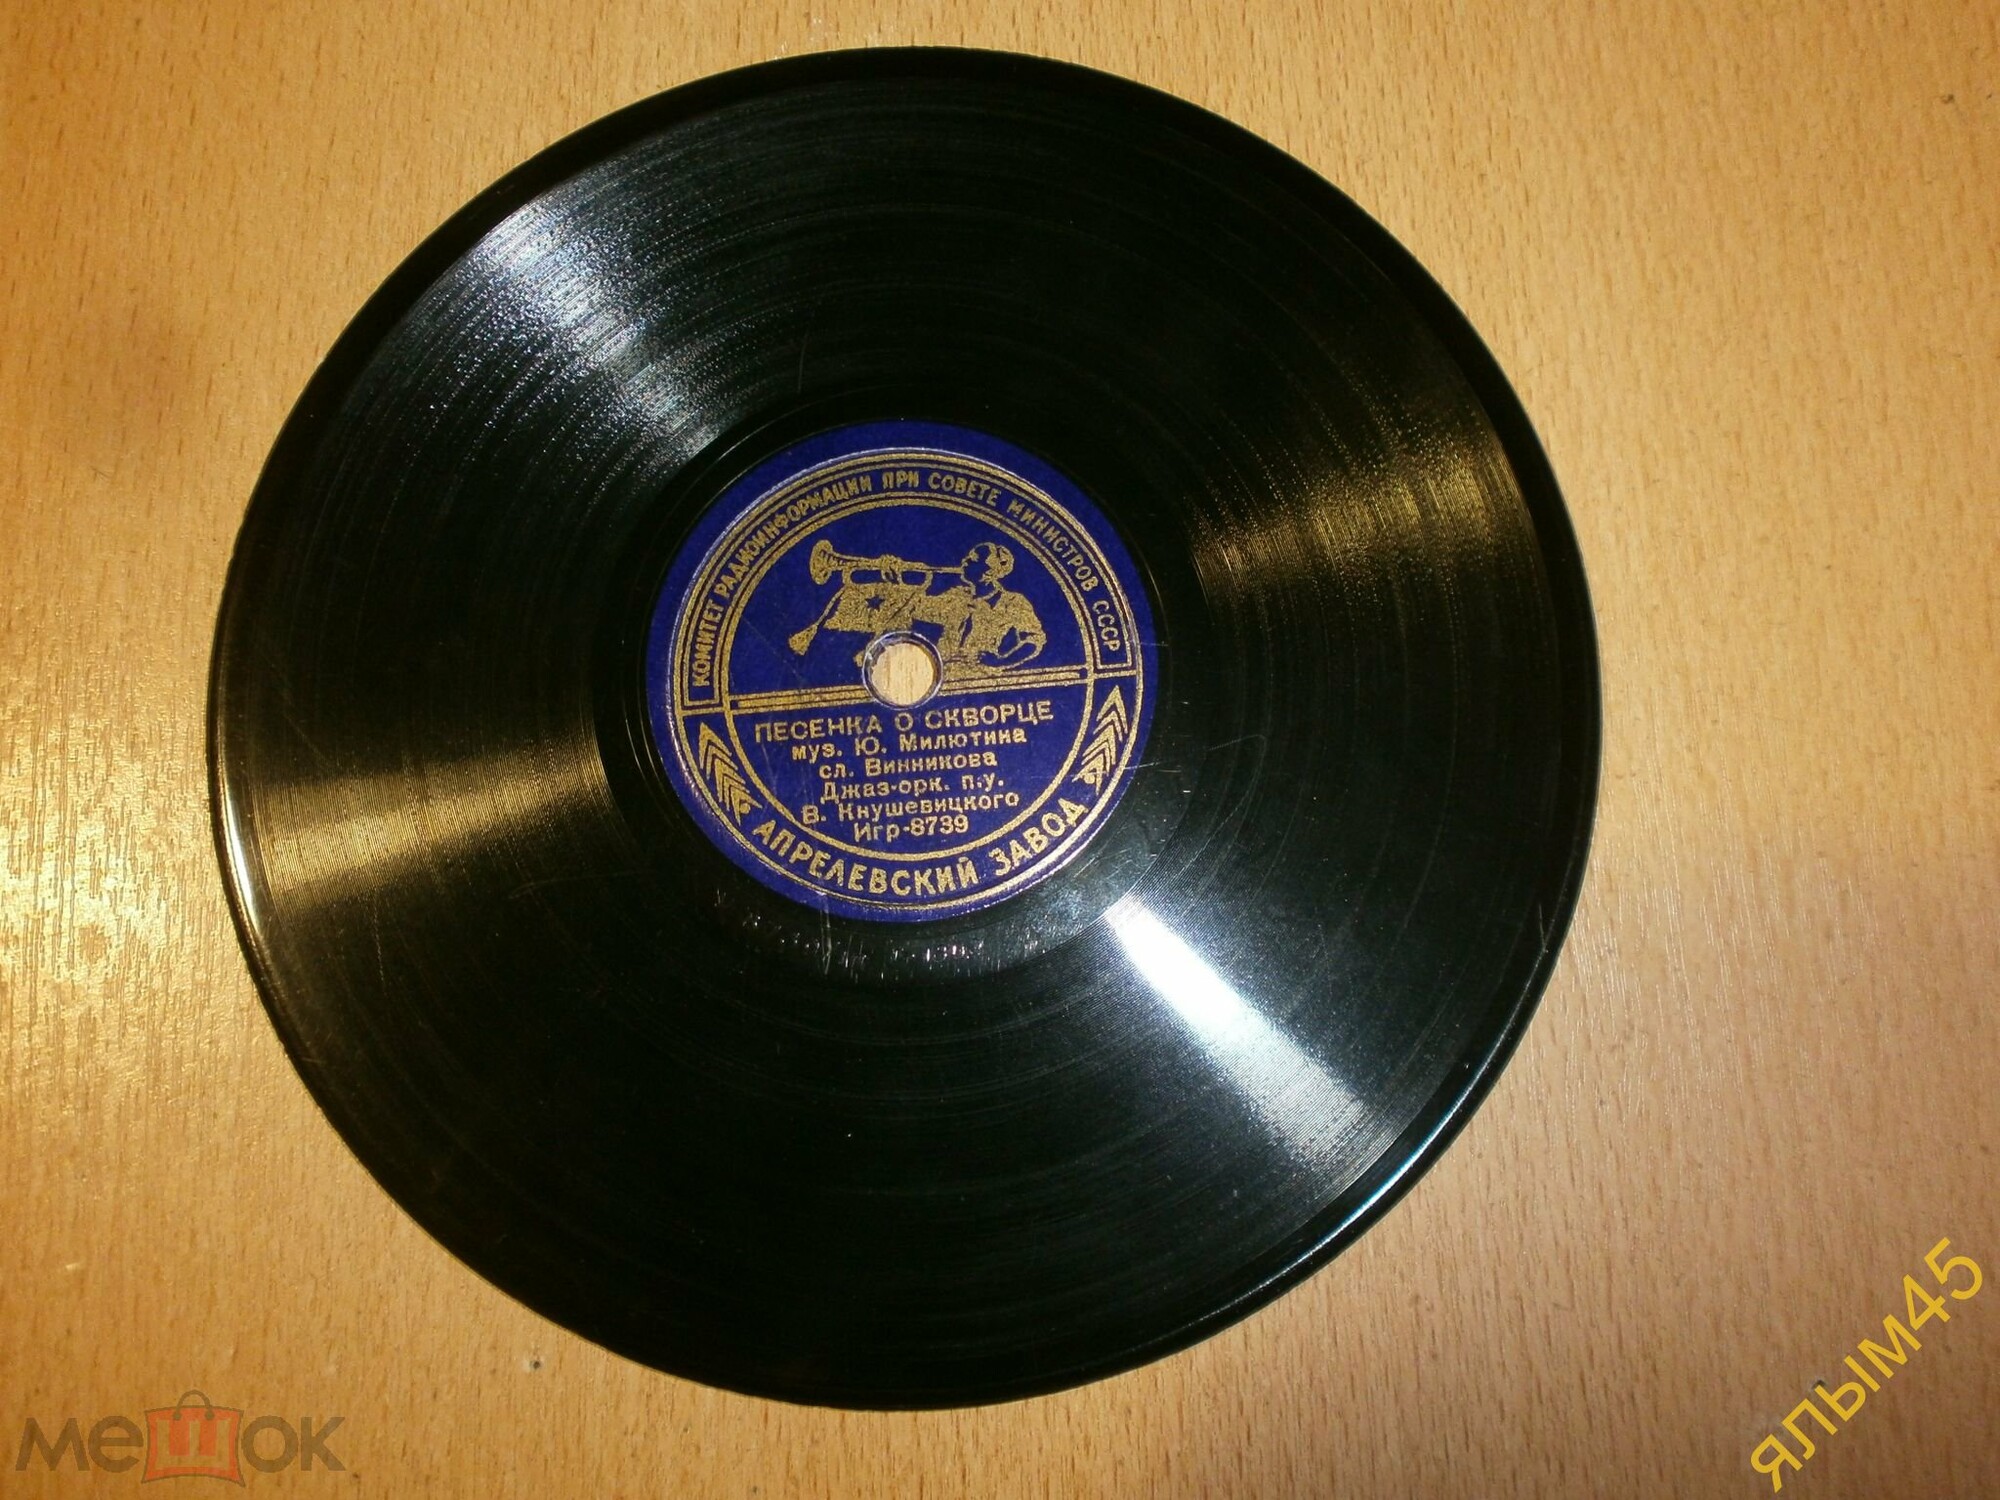 КОМИТЕТ РАДИОИНФОРМАЦИИ ПРИ СОВЕТЕ МИНИСТРОВ СССР
ПЕСЕНКА О СКВОРЦЕ
муз. Ю. Милютина
сл. Винникова
Джаз-орк. п.у.
В. Кнушевицкого
Игр-8739
АПРЕЛЕВСКИЙ ЗАВОД
мешок
ялым45